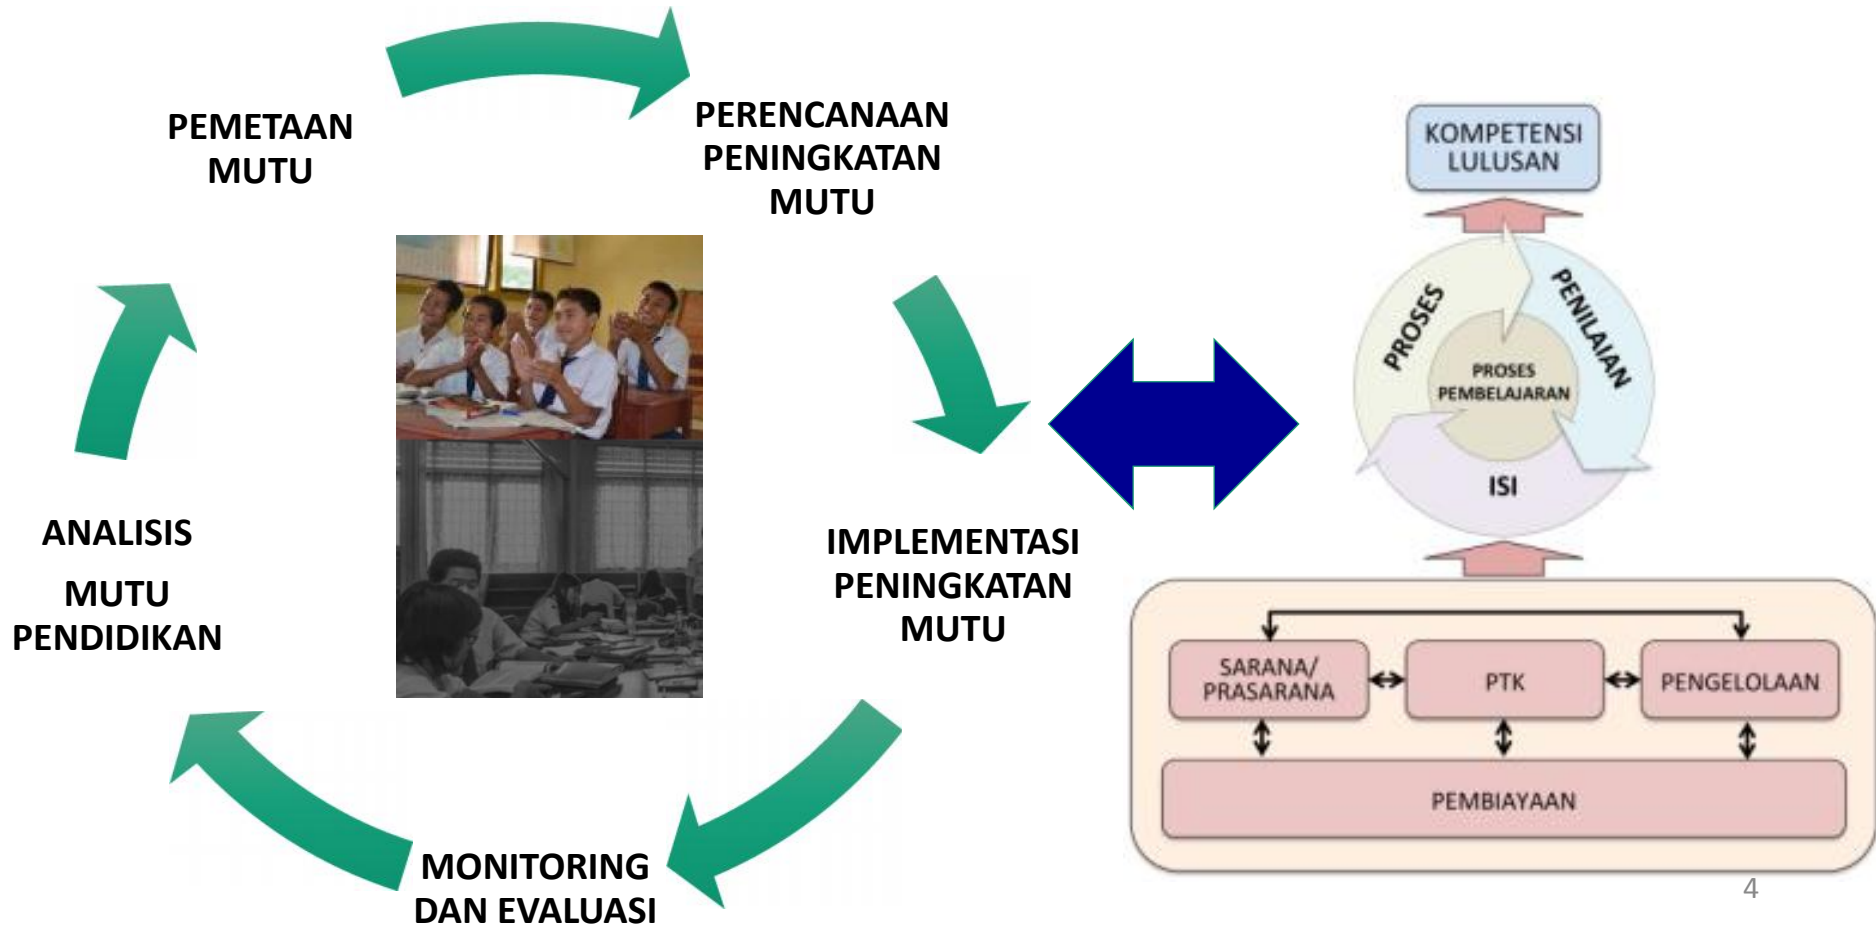 PEMETAAN
MUTU
PERENCANAAN
PENINGKATAN
MUTU
IMPLEMENTASI
PENINGKATAN
MUTU
MONITORING
DAN EVALUASI
ANALISIS
MUTU
PENDIDIKAN
KOMPETENSI
LULUSAN
PROSES
PENILAIAN
PROSES
PEMBELAJARAN
ISI
SARANA/
PRASARANA
PTK
PENGELOLAAN
PEMBIAYAAN
4